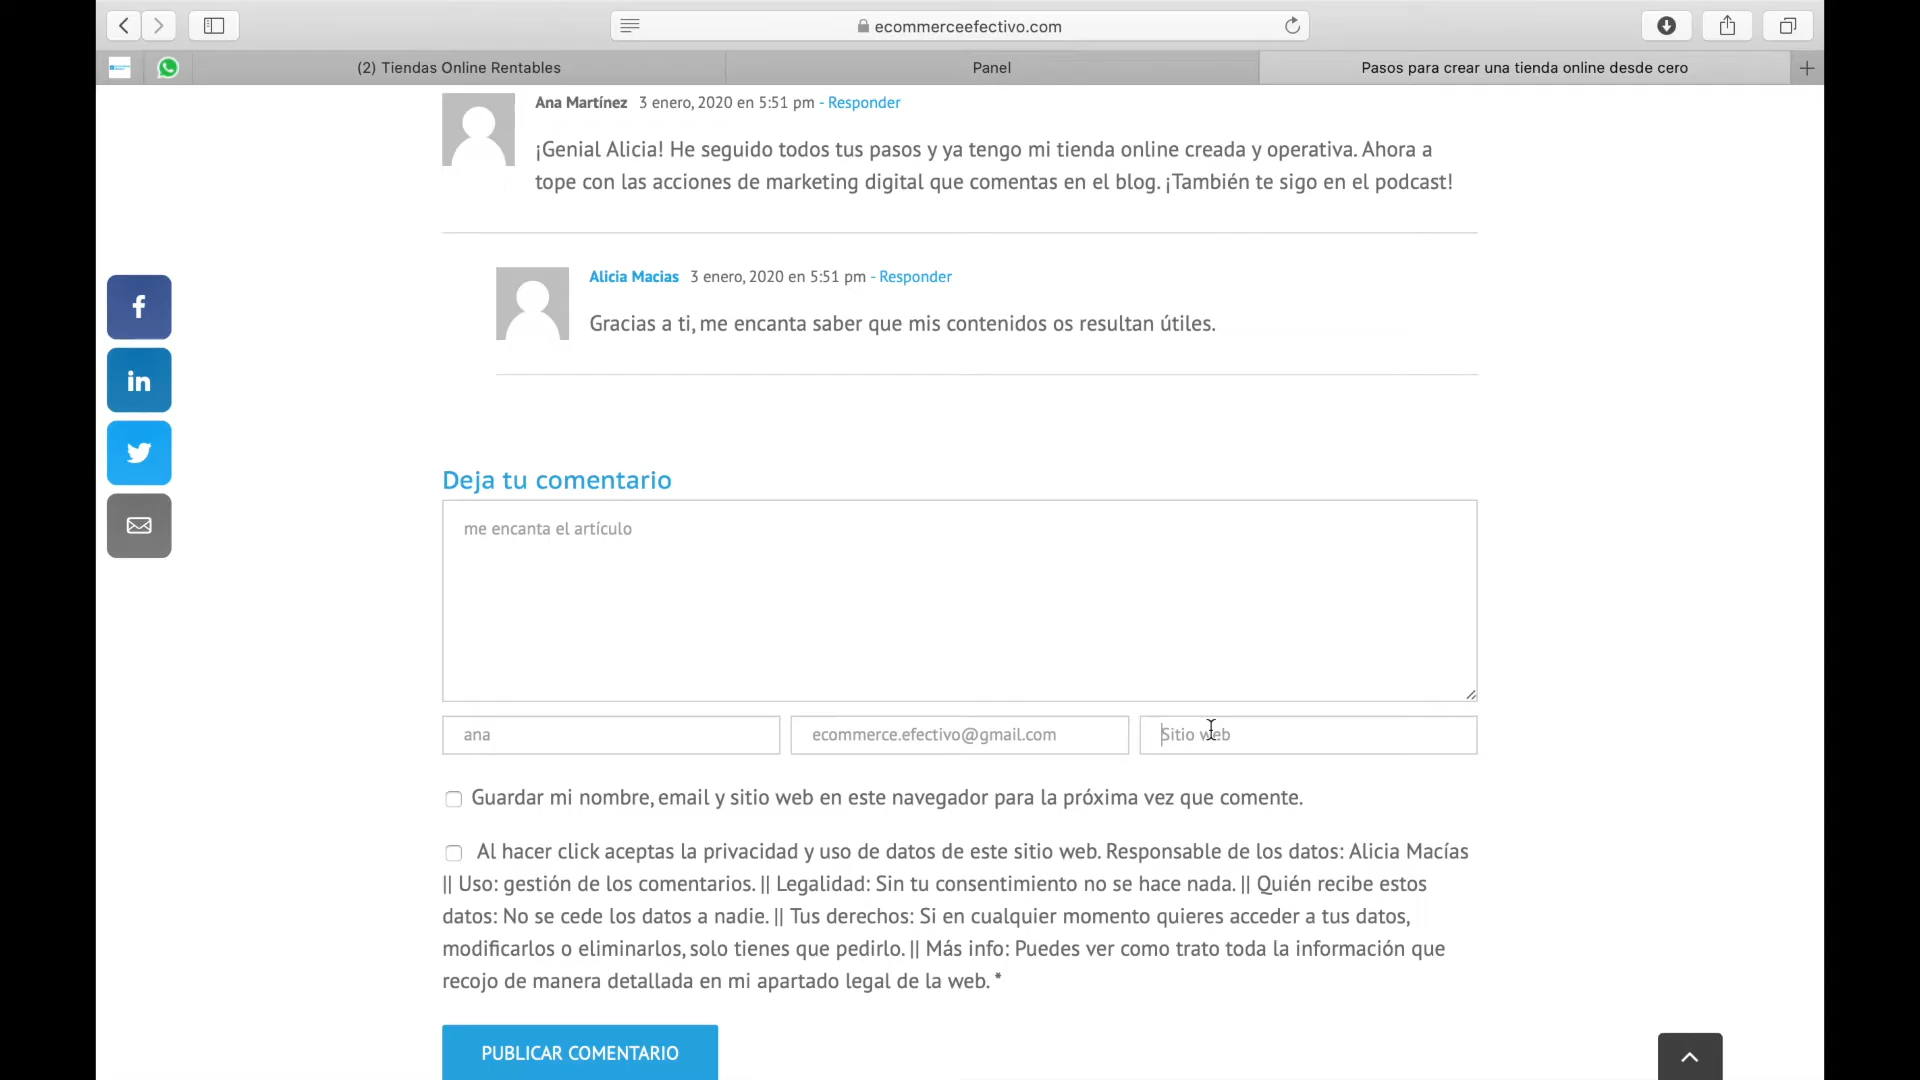 ecommerceefectivo.com
(2) Tiendas Online Rentables
Panel
Pasos para crear una tienda online desde cero
Ana Martínez 3 enero, 2020 en 5:51 pm - Responder
¡Genial Alicia! He seguido todos tus pasos y ya tengo mi tienda online creada y operativa. Ahora a
tope con las acciones de marketing digital que comentas en el blog. ¡También te sigo en el podcast!
Alicia Macias 3 enero, 2020 en 5:51 pm - Responder
Gracias a ti, me encanta saber que mis contenidos os resultan útiles.
Deja tu comentario
me encanta el artículo
ana
ecommerce.efectivo@gmail.com
Sitio web
Guardar mi nombre, email y sitio web en este navegador para la próxima vez que comente.
Al hacer click aceptas la privacidad y uso de datos de este sitio web. Responsable de los datos: Alicia Macías
|| Uso: gestión de los comentarios. || Legalidad: Sin tu consentimiento no se hace nada. || Quién recibe estos
datos: No se cede los datos a nadie. || Tus derechos: Si en cualquier momento quieres acceder a tus datos,
modificarlos o eliminarlos, solo tienes que pedirlo. || Más info: Puedes ver como trato toda la información que
recojo de manera detallada en mi apartado legal de la web. *
PUBLICAR COMENTARIO